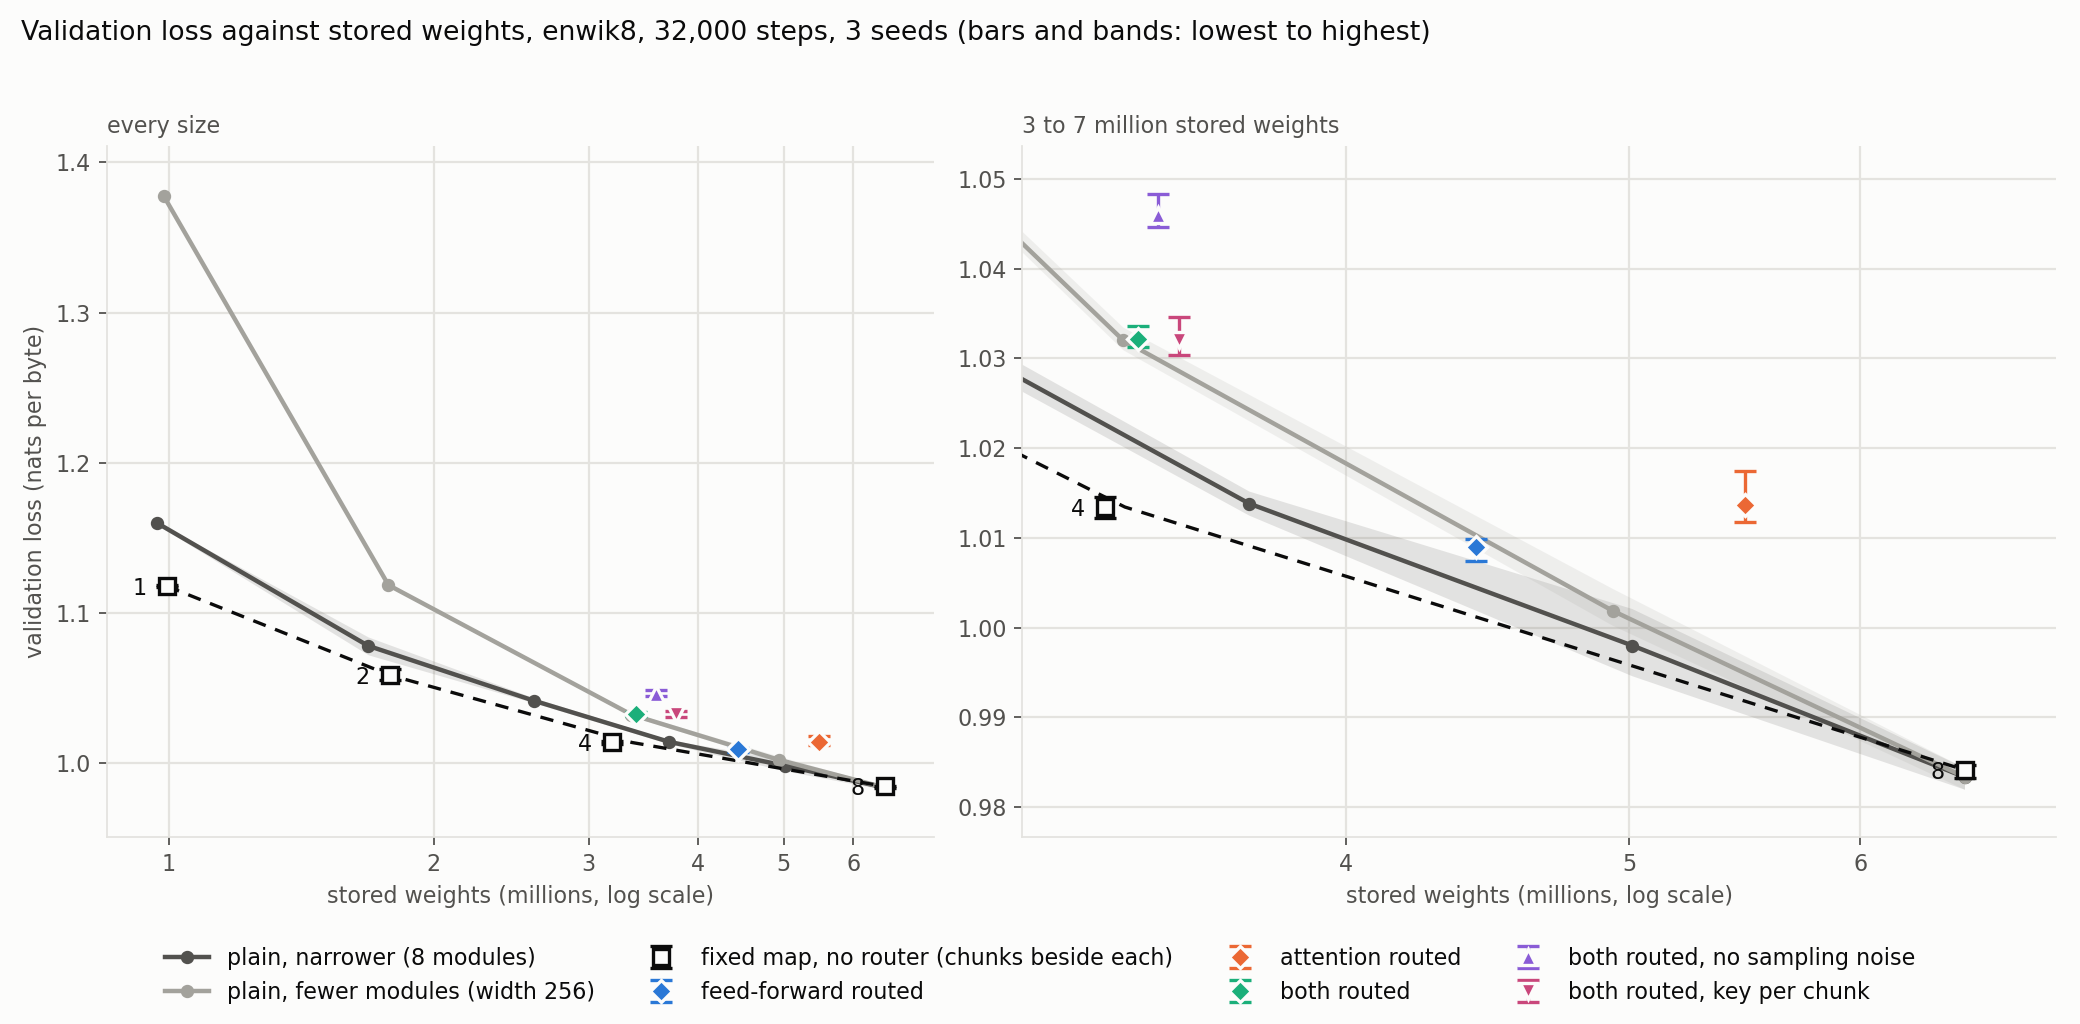 Validation loss against stored weights, enwik8, 32,000 steps, 3 seeds (bars and bands: lowest to highest)
every size
1.4
1.3
1.2
1.1
1.0
validation loss (nats per byte)
1
2
4
8
1
2
3
4
5
6
stored weights (millions, log scale)
3 to 7 million stored weights
1.05
1.04
1.03
1.02
1.01
1.00
0.99
0.98
4
8
4
5
6
stored weights (millions, log scale)
plain, narrower (8 modules)
plain, fewer modules (width 256)
fixed map, no router (chunks beside each)
feed-forward routed
attention routed
both routed
both routed, no sampling noise
both routed, key per chunk